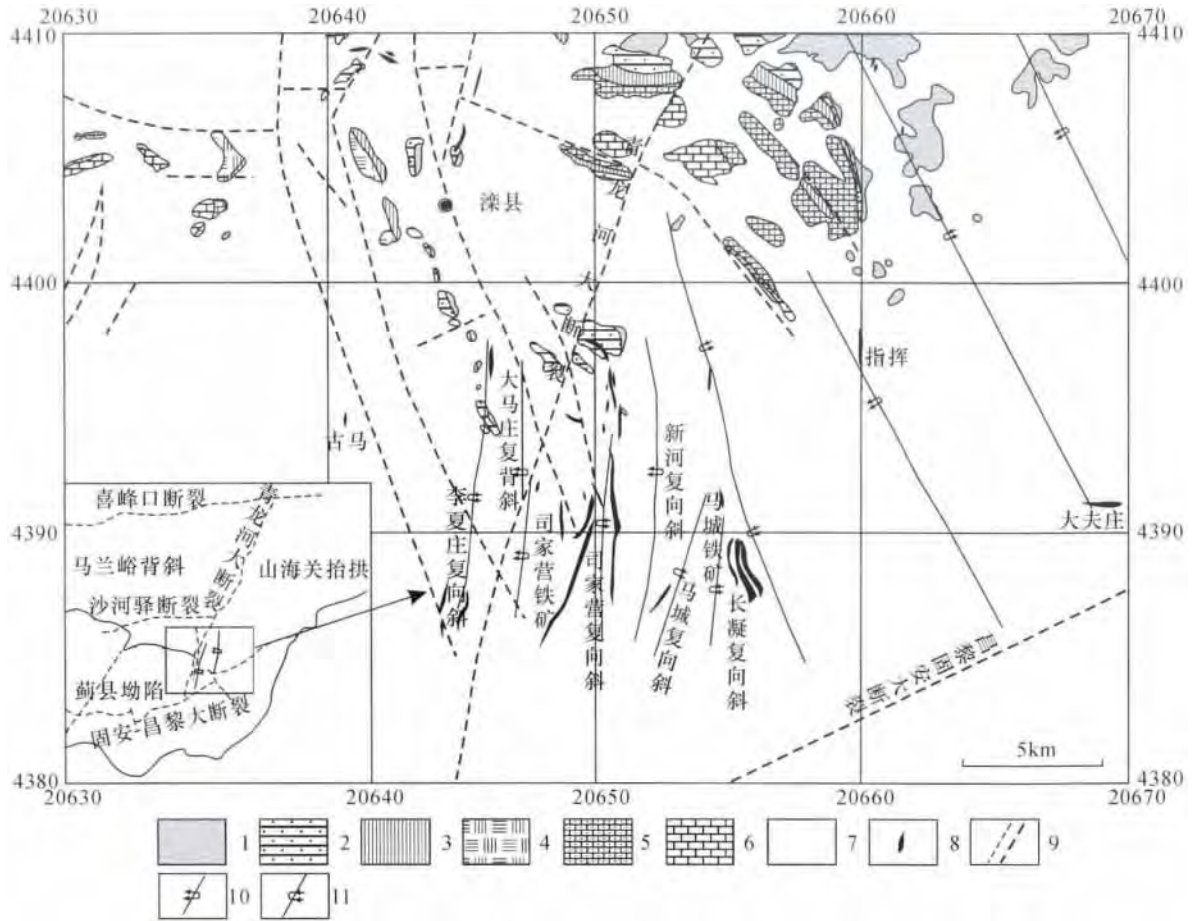 20630 20640 20650 20660 20670
4410 4410
青龙河大断裂
滦县
4400 4400
指挥
大马庄复背斜
古马
新河复向斜
李夏庄复向斜
司家营铁矿
司家营复向斜
马城铁矿
大夫庄
4390 4390
马城复向斜
长凝复向斜
喜峰口断裂
青龙河大断裂
马兰峪背斜
山海关抬拱
沙河驿断裂
蓟县坳陷
固安-昌黎大断裂
昌黎固安大断裂
5km
4380 4380
20630 20640 20650 20660 20670
1 2 3 4 5 6 7 8 9
10 11